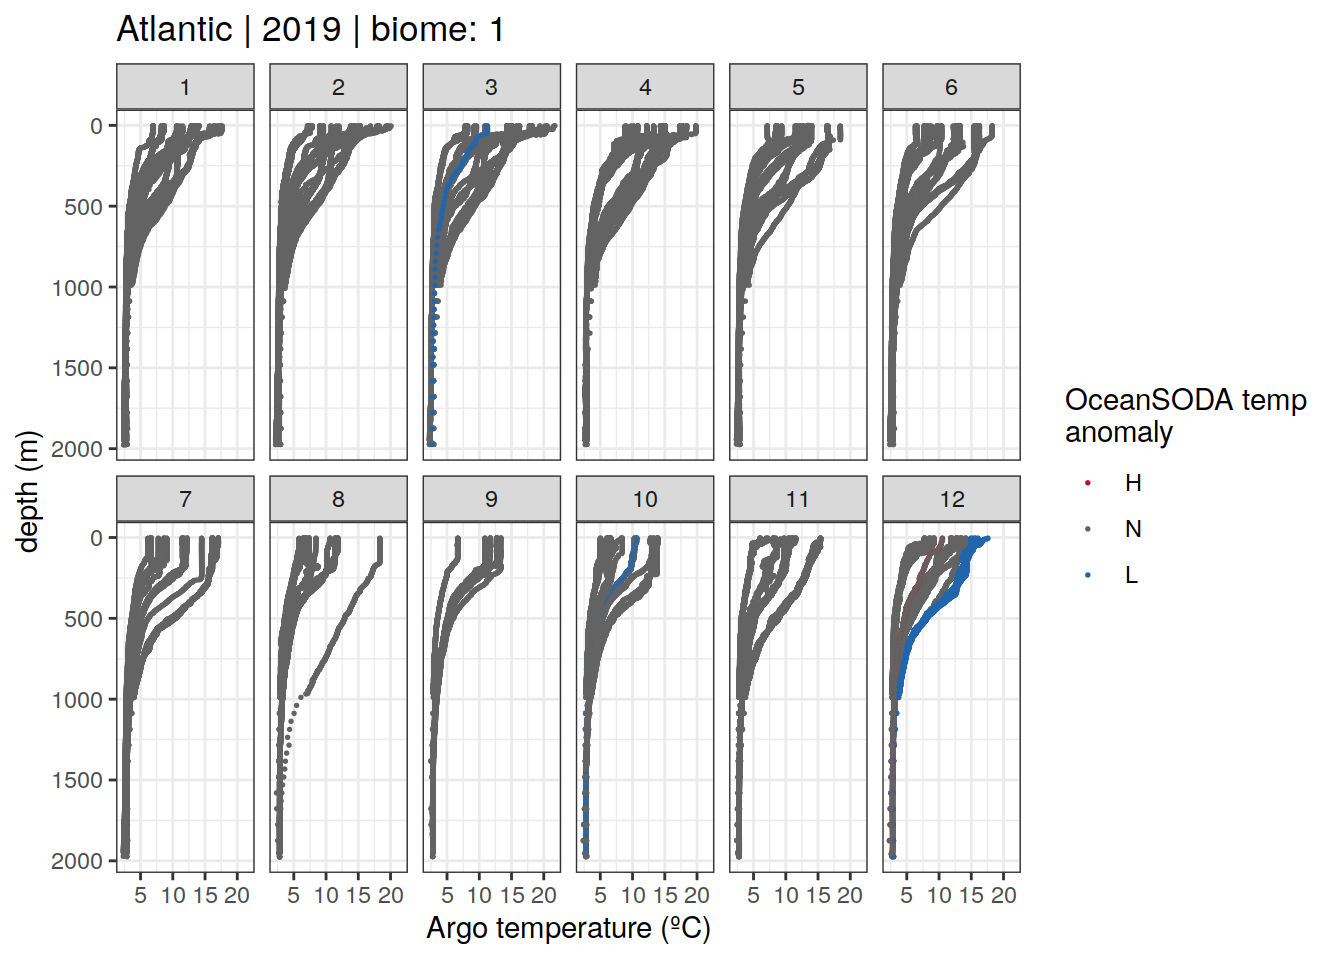 Atlantic | 2019 | biome: 1
1 2 3 4 5 6
0
500
1000
1500
2000
7 8 9 10 11 12
0
500
1000
1500
2000
5 10 15 20 5 10 15 20 5 10 15 20 5 10 15 20 5 10 15 20 5 10 15 20
Argo temperature (ºC)
depth (m)
OceanSODA temp
anomaly
H
N
L